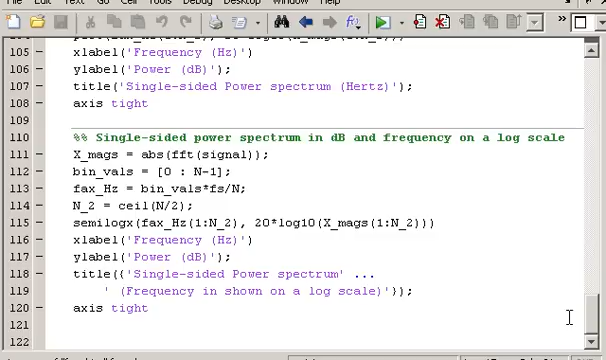 File Edit Text Go Cell Tools Debug Desktop Window Help
105 xlabel('Frequency (Hz)')
106 ylabel('Power (dB)');
107 title('Single-sided Power spectrum (Hertz)');
108 axis tight
109
110 %% Single-sided power spectrum in dB and frequency on a log scale
111 X_mags = abs(fft(signal));
112 bin_vals = [0 : N-1];
113 fax_Hz = bin_vals*fs/N;
114 N_2 = ceil(N/2);
115 semilogx(fax_Hz(1:N_2), 20*log10(X_mags(1:N_2)))
116 xlabel('Frequency (Hz)')
117 ylabel('Power (dB)');
118 title({'Single-sided Power spectrum' ...
119 ' (Frequency in shown on a log scale)'});
120 axis tight
121
122